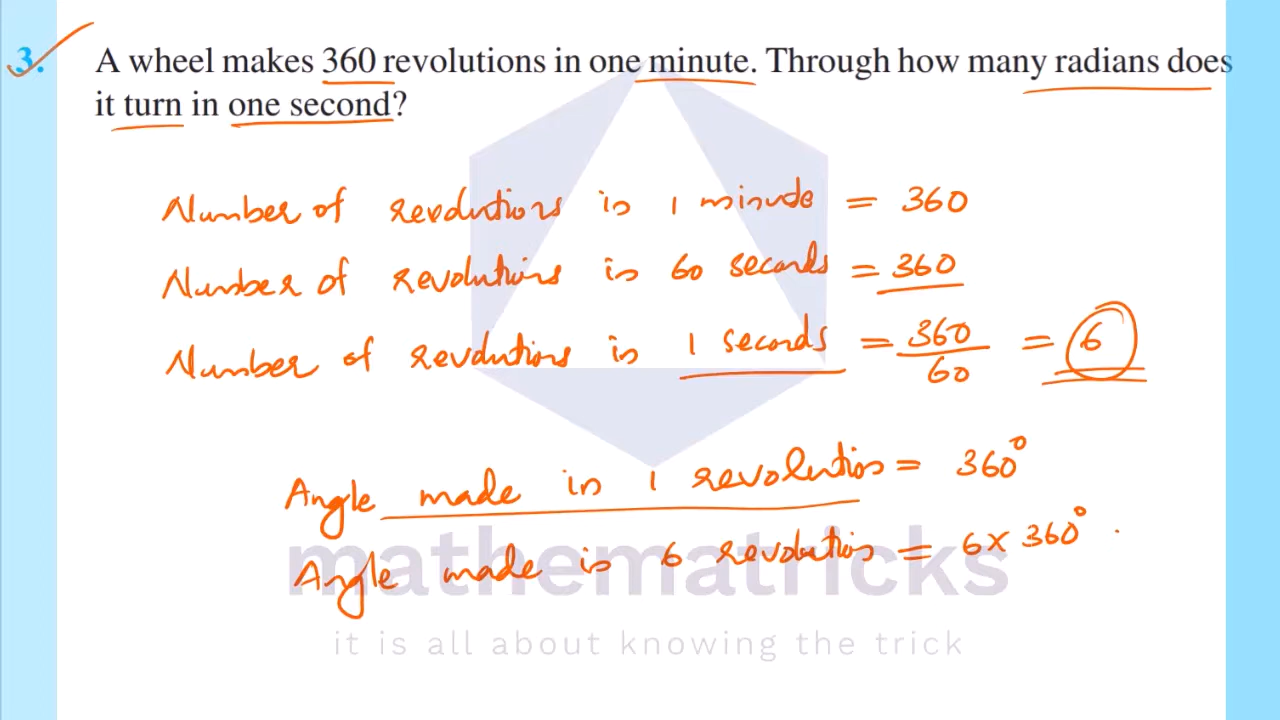 3. A wheel makes 360 revolutions in one minute. Through how many radians does
it turn in one second?
Number of revolutions in 1 minute = 360
Number of revolutions in 60 seconds = 360
Number of revolutions in 1 seconds = 360/60 = 6
Angle made in 1 revolution = 360°
Angle made in 6 revolution = 6 × 360°
mathematricks
it is all about knowing the trick